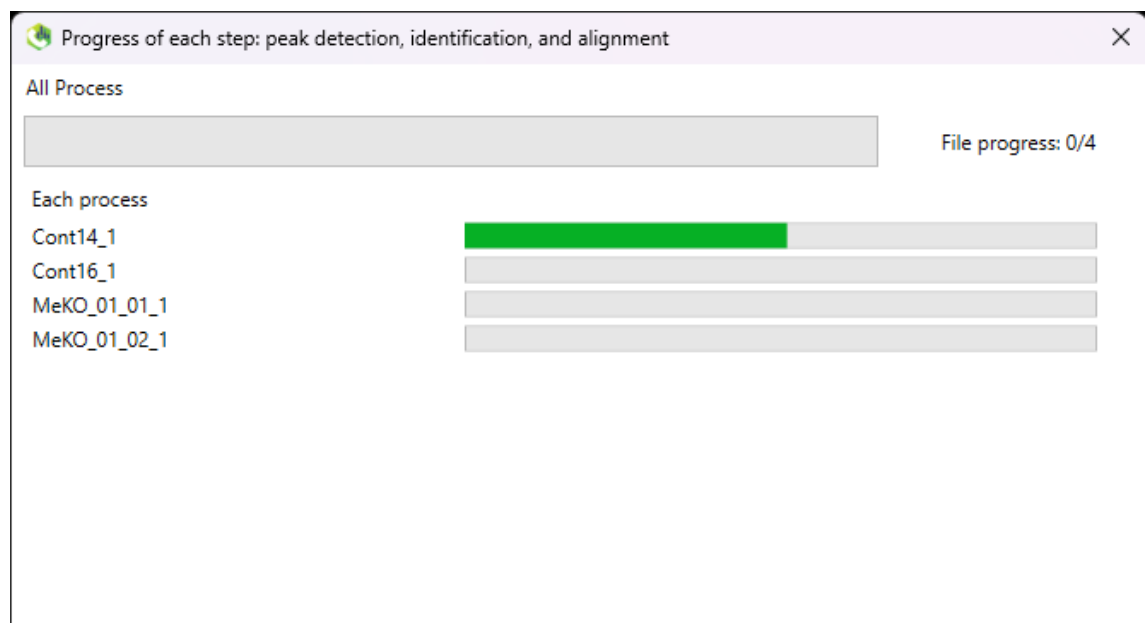 Progress of each step: peak detection, identification, and alignment
All Process
File progress: 0/4
Each process
Cont14_1
Cont16_1
MeKO_01_01_1
MeKO_01_02_1